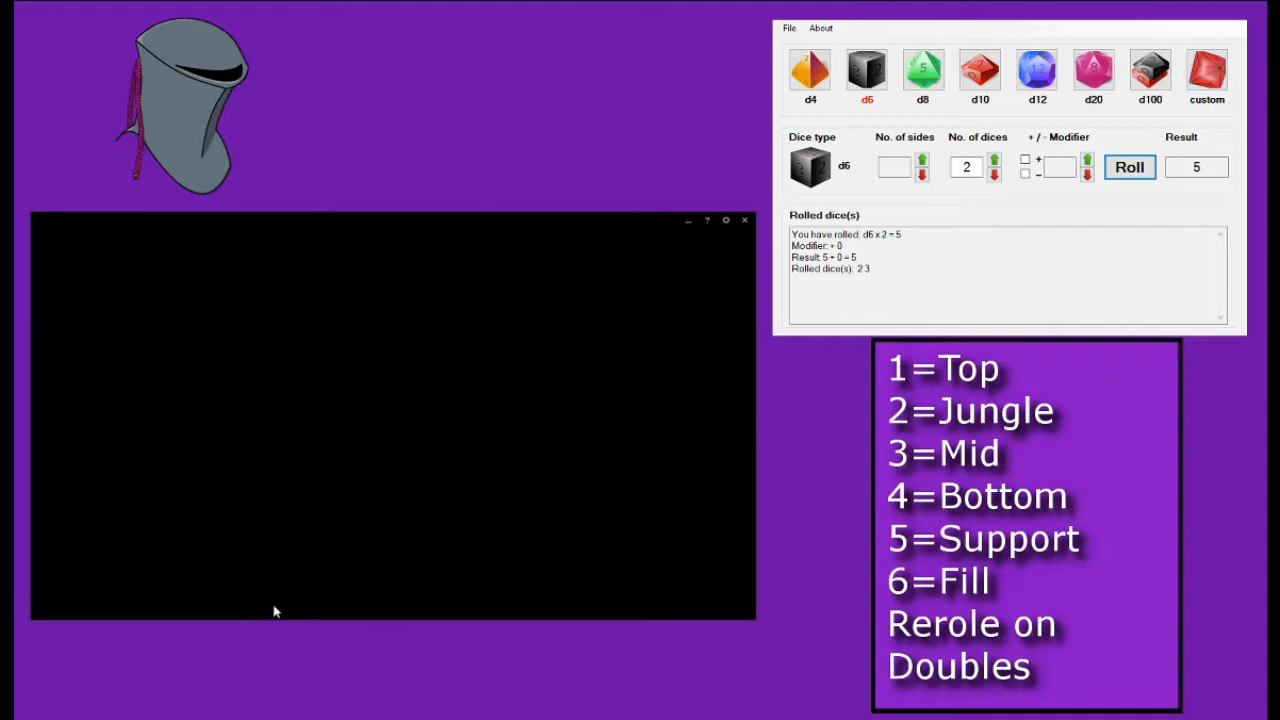 File About
d4 d6 d8 d10 d12 d20 d100 custom
Dice type No. of sides No. of dices + / - Modifier Result
d6 2 + - Roll 5
Rolled dice(s)
You have rolled: d6 x 2 = 5
Modifier: + 0
Result: 5 + 0 = 5
Rolled dice(s): 2 3
1=Top
2=Jungle
3=Mid
4=Bottom
5=Support
6=Fill
Rerole on
Doubles